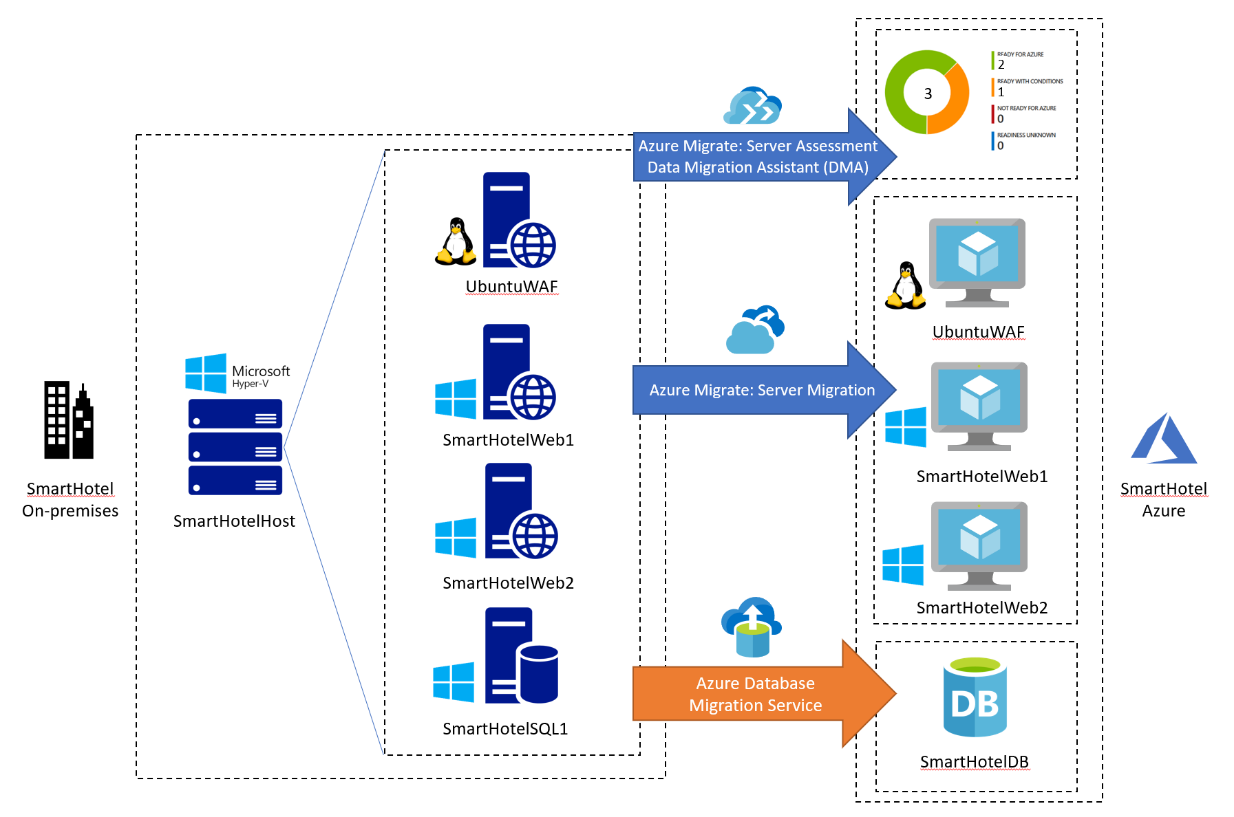 SmartHotel
On-premises
Microsoft
Hyper-V
SmartHotelHost
UbuntuWAF
SmartHotelWeb1
SmartHotelWeb2
SmartHotelSQL1
Azure Migrate: Server Assessment
Data Migration Assistant (DMA)
Azure Migrate: Server Migration
Azure Database
Migration Service
3
READY FOR AZURE
2
READY WITH CONDITIONS
1
NOT READY FOR AZURE
0
READINESS UNKNOWN
0
UbuntuWAF
SmartHotelWeb1
SmartHotelWeb2
DB
SmartHotelDB
SmartHotel
Azure